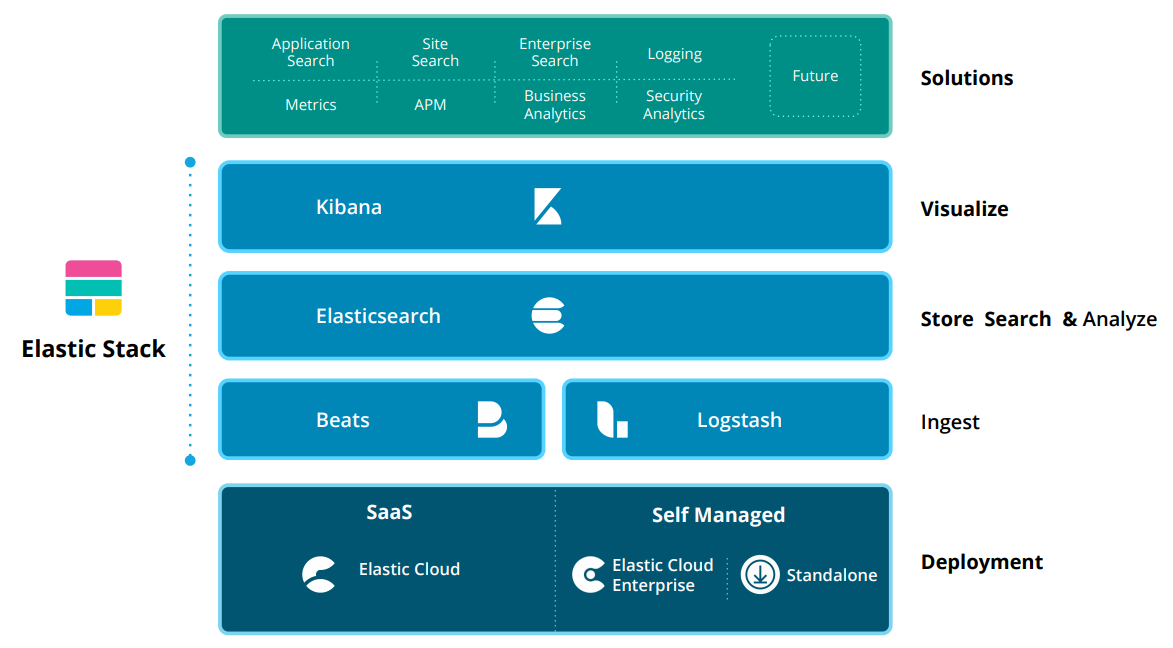 Application
Search
Site
Search
Enterprise
Search
Logging
Metrics
APM
Business
Analytics
Security
Analytics
Future
Solutions
Kibana
Visualize
Elasticsearch
Store Search & Analyze
Elastic Stack
Beats
Logstash
Ingest
SaaS
Elastic Cloud
Self Managed
Elastic Cloud
Enterprise
Standalone
Deployment